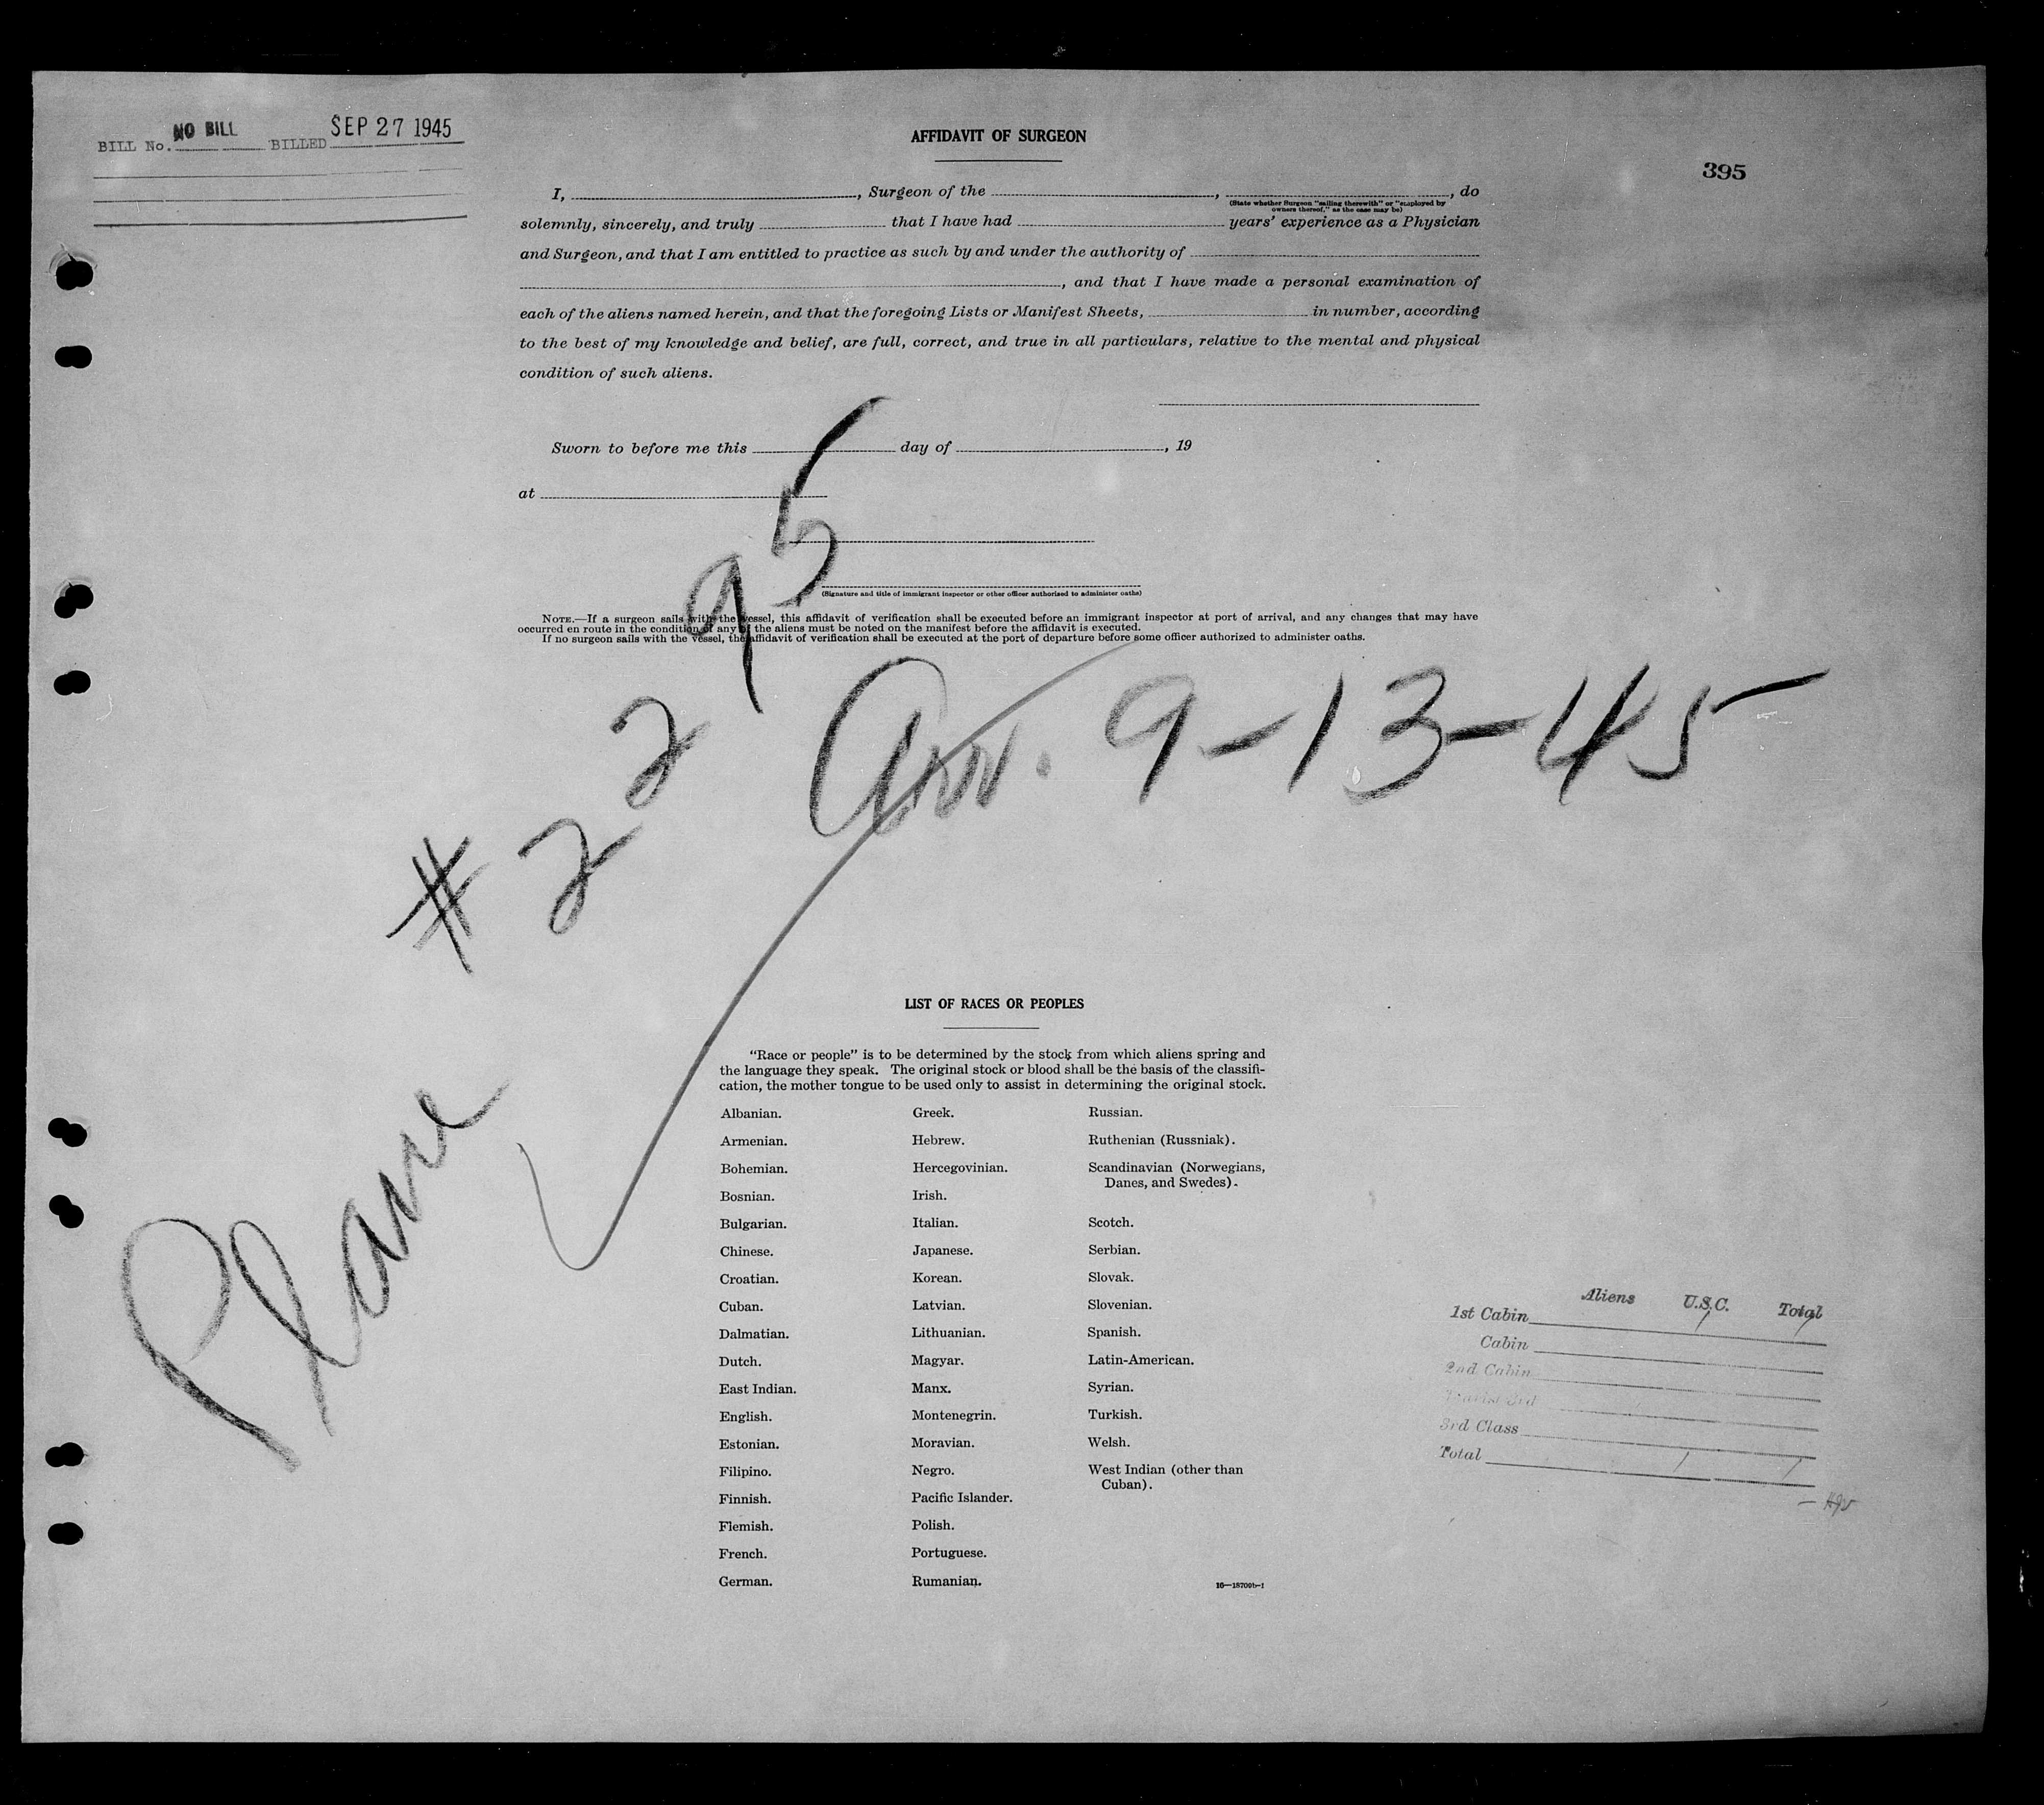 BILL No. NO BILL BILLED SEP 27 1945
AFFIDAVIT OF SURGEON
395
I, , Surgeon of the , , do
(State whether Surgeon "sailing therewith" or "employed by
owners thereof," as the case may be)
solemnly, sincerely, and truly that I have had years' experience as a Physician
and Surgeon, and that I am entitled to practice as such by and under the authority of
, and that I have made a personal examination of
each of the aliens named herein, and that the foregoing Lists or Manifest Sheets, in number, according
to the best of my knowledge and belief, are full, correct, and true in all particulars, relative to the mental and physical
condition of such aliens.
Sworn to before me this day of , 19
at
(Signature and title of immigrant inspector or other officer authorized to administer oaths)
NOTE.—If a surgeon sails with the vessel, this affidavit of verification shall be executed before an immigrant inspector at port of arrival, and any changes that may have
occurred en route in the condition of any of the aliens must be noted on the manifest before the affidavit is executed.
If no surgeon sails with the vessel, the affidavit of verification shall be executed at the port of departure before some officer authorized to administer oaths.
Plane # 2295
Arr. 9-13-45
LIST OF RACES OR PEOPLES
"Race or people" is to be determined by the stock from which aliens spring and
the language they speak. The original stock or blood shall be the basis of the classifi-
cation, the mother tongue to be used only to assist in determining the original stock.
Albanian.
Armenian.
Bohemian.
Bosnian.
Bulgarian.
Chinese.
Croatian.
Cuban.
Dalmatian.
Dutch.
East Indian.
English.
Estonian.
Filipino.
Finnish.
Flemish.
French.
German.
Greek.
Hebrew.
Hercegovinian.
Irish.
Italian.
Japanese.
Korean.
Latvian.
Lithuanian.
Magyar.
Manx.
Montenegrin.
Moravian.
Negro.
Pacific Islander.
Polish.
Portuguese.
Rumanian.
Russian.
Ruthenian (Russniak).
Scandinavian (Norwegians,
Danes, and Swedes).
Scotch.
Serbian.
Slovak.
Slovenian.
Spanish.
Latin-American.
Syrian.
Turkish.
Welsh.
West Indian (other than
Cuban).
16—18709b-1
Aliens U.S.C. Total
1st Cabin 1 1
Cabin
2nd Cabin
3rd Class
Total 1 1